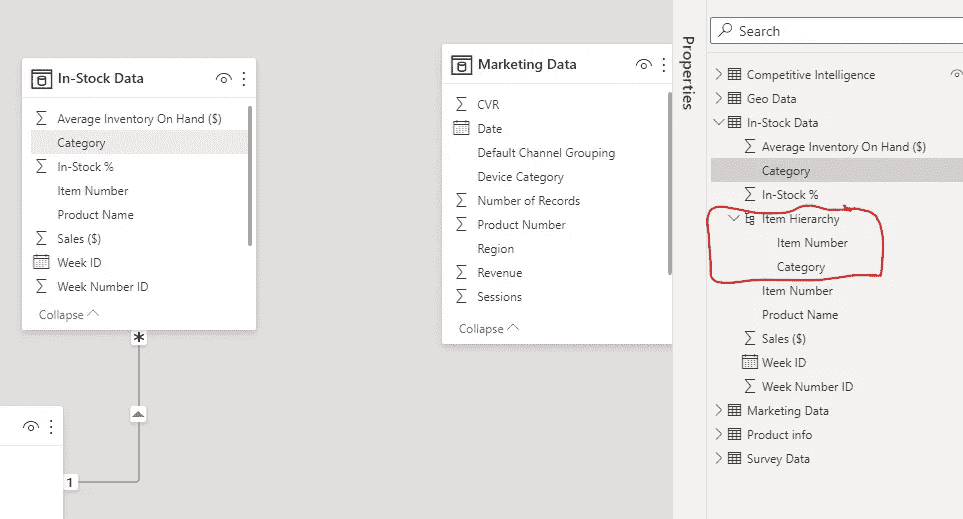 In-Stock Data
Average Inventory On Hand ($)
Category
In-Stock %
Item Number
Product Name
Sales ($)
Week ID
Week Number ID
Collapse
1
Marketing Data
CVR
Date
Default Channel Grouping
Device Category
Number of Records
Product Number
Region
Revenue
Sessions
Collapse
Properties
Search
Competitive Intelligence
Geo Data
In-Stock Data
Average Inventory On Hand ($)
Category
In-Stock %
Item Hierarchy
Item Number
Category
Item Number
Product Name
Sales ($)
Week ID
Week Number ID
Marketing Data
Product info
Survey Data